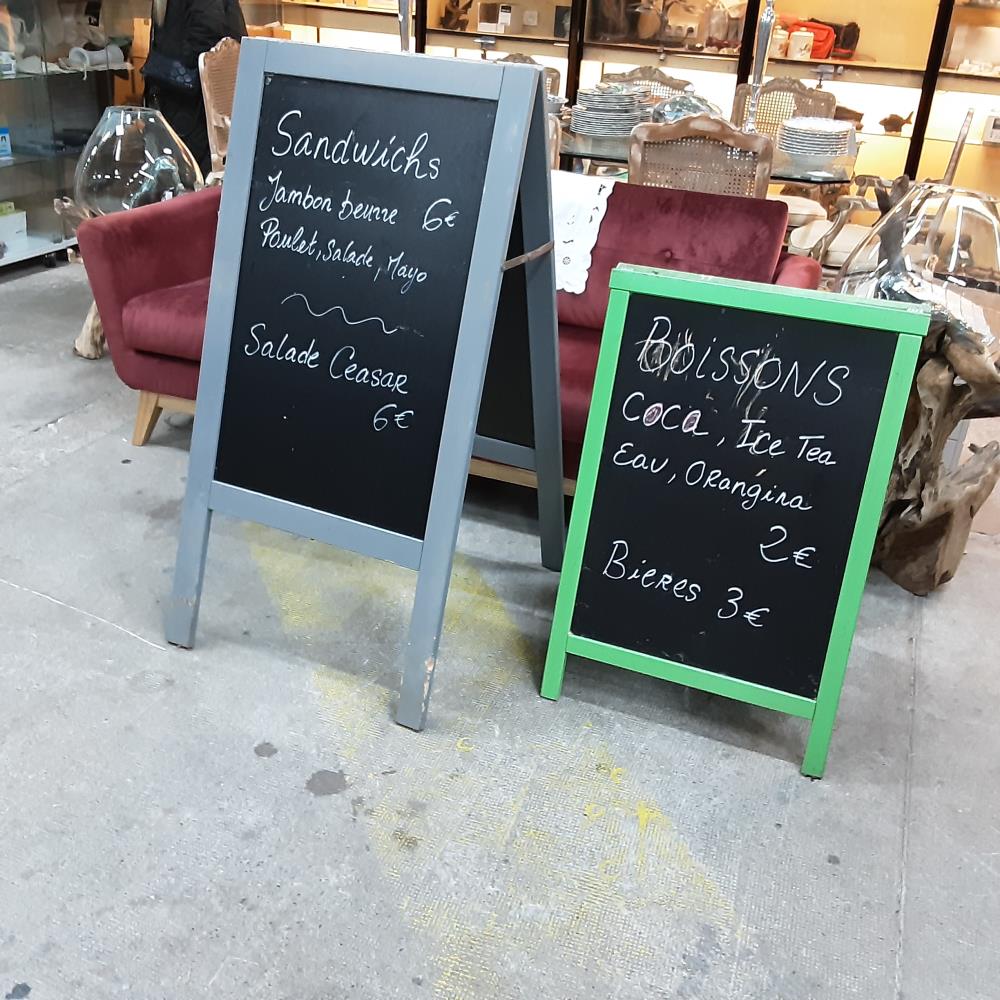 Sandwichs
Jambon beurre 6€
Poulet, Salade, Mayo
Salade Ceasar
6€
BOiSSONS
COCA, Ice Tea
Eau, ORangina
2€
BieRes 3€